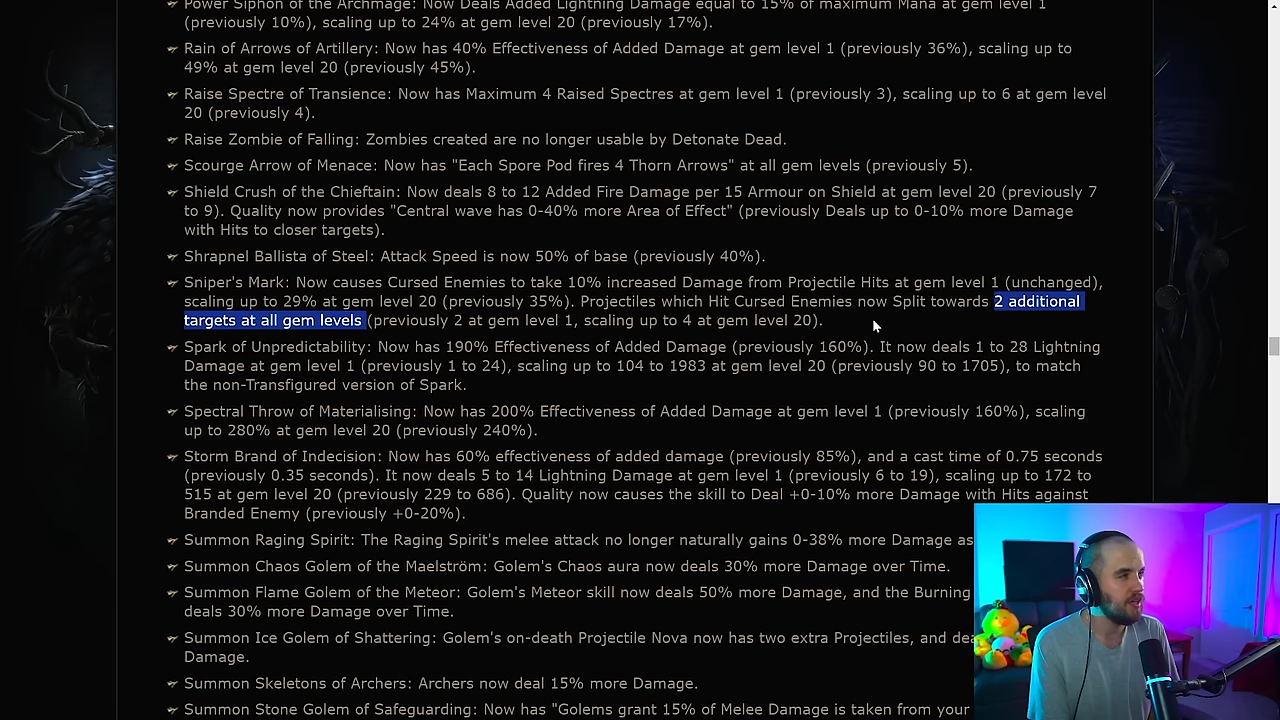 Power Siphon of the Archmage: Now Deals Added Lightning Damage equal to 15% of maximum Mana at gem level 1
(previously 10%), scaling up to 24% at gem level 20 (previously 17%).
Rain of Arrows of Artillery: Now has 40% Effectiveness of Added Damage at gem level 1 (previously 36%), scaling up to
49% at gem level 20 (previously 45%).
Raise Spectre of Transience: Now has Maximum 4 Raised Spectres at gem level 1 (previously 3), scaling up to 6 at gem level
20 (previously 4).
Raise Zombie of Falling: Zombies created are no longer usable by Detonate Dead.
Scourge Arrow of Menace: Now has "Each Spore Pod fires 4 Thorn Arrows" at all gem levels (previously 5).
Shield Crush of the Chieftain: Now deals 8 to 12 Added Fire Damage per 15 Armour on Shield at gem level 20 (previously 7
to 9). Quality now provides "Central wave has 0-40% more Area of Effect" (previously Deals up to 0-10% more Damage
with Hits to closer targets).
Shrapnel Ballista of Steel: Attack Speed is now 50% of base (previously 40%).
Sniper's Mark: Now causes Cursed Enemies to take 10% increased Damage from Projectile Hits at gem level 1 (unchanged),
scaling up to 29% at gem level 20 (previously 35%). Projectiles which Hit Cursed Enemies now Split towards 2 additional
targets at all gem levels (previously 2 at gem level 1, scaling up to 4 at gem level 20).
Spark of Unpredictability: Now has 190% Effectiveness of Added Damage (previously 160%). It now deals 1 to 28 Lightning
Damage at gem level 1 (previously 1 to 24), scaling up to 104 to 1983 at gem level 20 (previously 90 to 1705), to match
the non-Transfigured version of Spark.
Spectral Throw of Materialising: Now has 200% Effectiveness of Added Damage at gem level 1 (previously 160%), scaling
up to 280% at gem level 20 (previously 240%).
Storm Brand of Indecision: Now has 60% effectiveness of added damage (previously 85%), and a cast time of 0.75 seconds
(previously 0.35 seconds). It now deals 5 to 14 Lightning Damage at gem level 1 (previously 6 to 19), scaling up to 172 to
515 at gem level 20 (previously 229 to 686). Quality now causes the skill to Deal +0-10% more Damage with Hits against
Branded Enemy (previously +0-20%).
Summon Raging Spirit: The Raging Spirit's melee attack no longer naturally gains 0-38% more Damage as
Summon Chaos Golem of the Maelström: Golem's Chaos aura now deals 30% more Damage over Time.
Summon Flame Golem of the Meteor: Golem's Meteor skill now deals 50% more Damage, and the Burning
deals 30% more Damage over Time.
Summon Ice Golem of Shattering: Golem's on-death Projectile Nova now has two extra Projectiles, and
Damage.
Summon Skeletons of Archers: Archers now deal 15% more Damage.
Summon Stone Golem of Safeguarding: Now has "Golems grant 15% of Melee Damage is taken from your